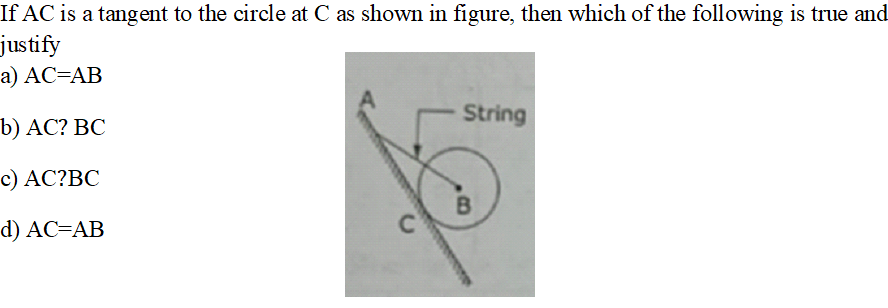 If AC is a tangent to the circle at C as shown in figure, then which of the following is true and
justify
a) AC=AB
b) AC? BC
c) AC?BC
d) AC=AB
A
String
B
C